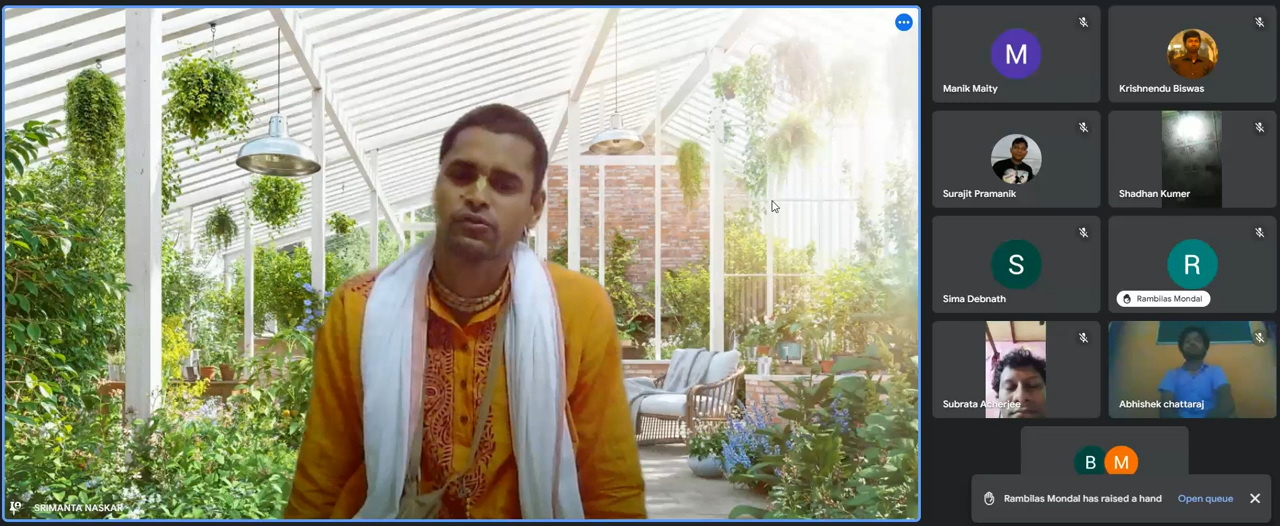 SRIMANTA NASKAR
M
Manik Maity
Krishnendu Biswas
Surajit Pramanik
Shadhan Kumer
S
Sima Debnath
R
Rambilas Mondal
Subrata Acherjee
Abhishek chattaraj
B M
Rambilas Mondal has raised a hand
Open queue